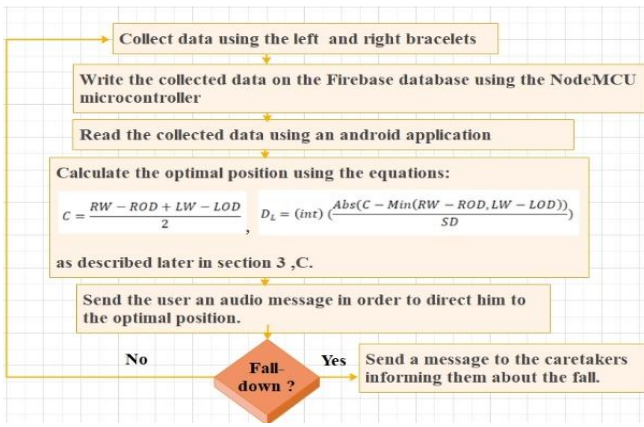 Collect data using the left and right bracelets
Write the collected data on the Firebase database using the NodeMCU
microcontroller
Read the collected data using an android application
Calculate the optimal position using the equations:
C = \frac{RW - ROD + LW - LOD}{2} , D_L = (int) (\frac{Abs(C - Min(RW - ROD, LW - LOD))}{SD})
as described later in section 3 ,C.
Send the user an audio message in order to direct him to
the optimal position.
No
Fall-
down ?
Yes
Send a message to the caretakers
informing them about the fall.